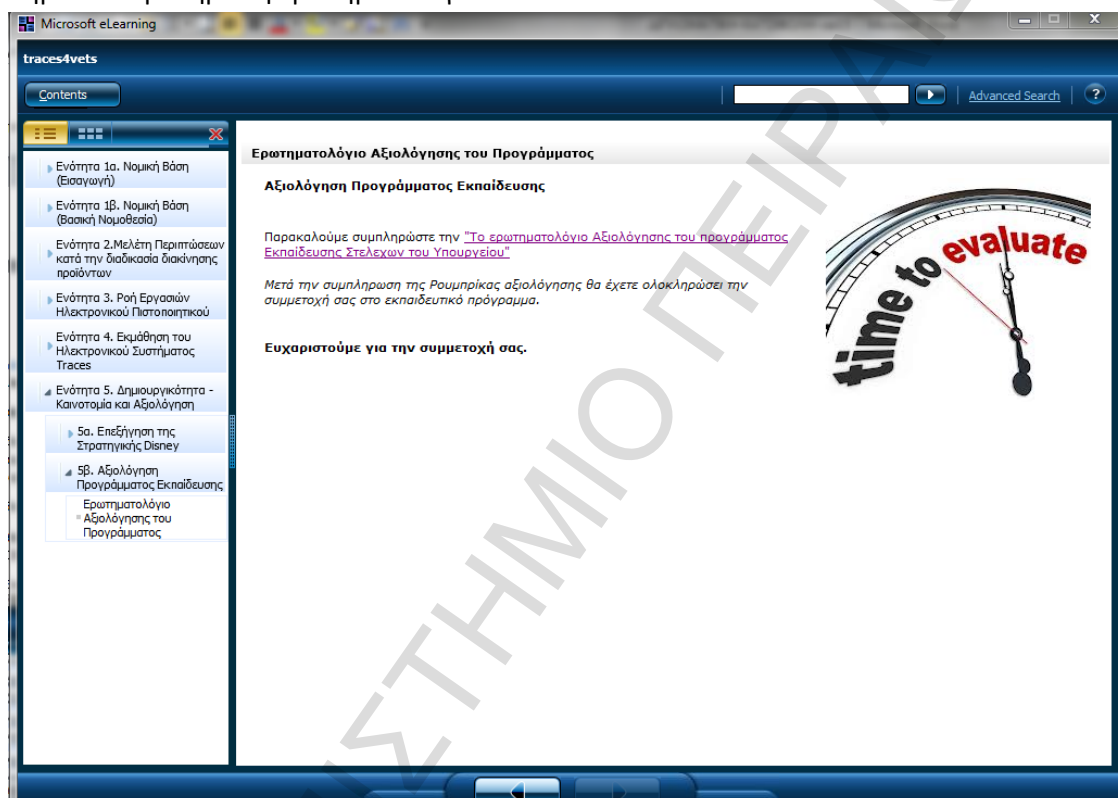 Microsoft eLearning
traces4vets
Contents
Advanced Search
?
Ενότητα 1α. Νομική Βάση
(Εισαγωγή)
Ενότητα 1β. Νομική Βάση
(Βασική Νομοθεσία)
Ενότητα 2.Μελέτη Περιπτώσεων
κατά την διαδικασία διακίνησης
προϊόντων
Ενότητα 3. Ροή Εργασιών
Ηλεκτρονικού Πιστοποιητικού
Ενότητα 4. Εκμάθηση του
Ηλεκτρονικού Συστήματος
Traces
Ενότητα 5. Δημιουργικότητα -
Καινοτομία και Αξιολόγηση
5α. Επεξήγηση της
Στρατηγικής Disney
5β. Αξιολόγηση
Προγράμματος Εκπαίδευσης
Ερωτηματολόγιο
Αξιολόγησης του
Προγράμματος
Ερωτηματολόγιο Αξιολόγησης του Προγράμματος
Αξιολόγηση Προγράμματος Εκπαίδευσης
Παρακαλούμε συμπληρώστε την "Το ερωτηματολόγιο Αξιολόγησης του προγράμματος
Εκπαίδευσης Στελεχων του Υπουργείου"
Μετά την συμπληρωση της Ρουμπρίκας αξιολόγησης θα έχετε ολοκληρώσει την
συμμετοχή σας στο εκπαιδευτικό πρόγραμμα.
Ευχαριστούμε για την συμμετοχή σας.
time to evaluate